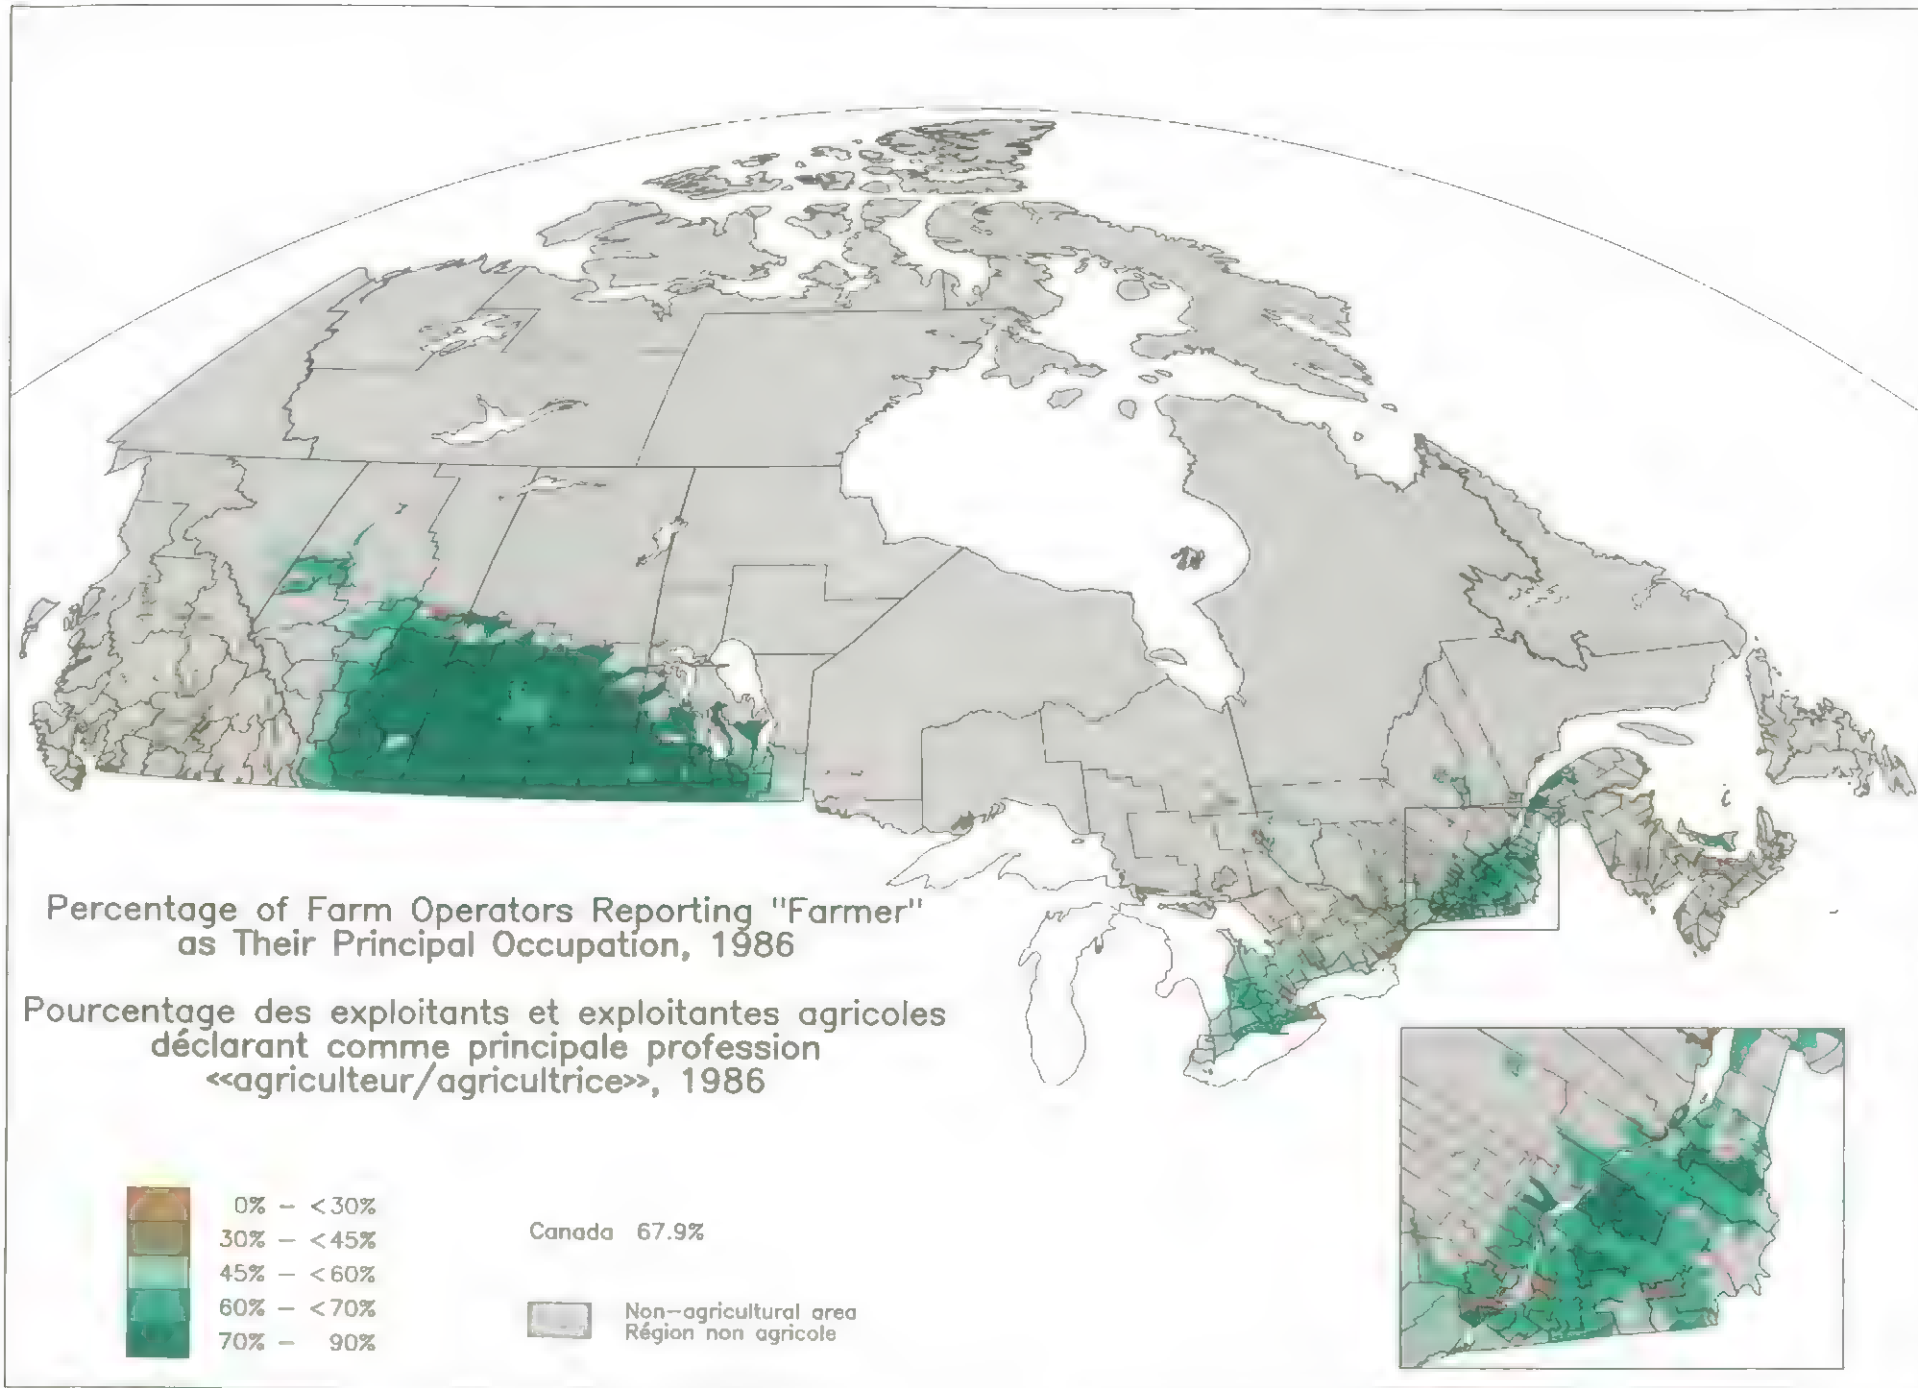 Percentage of Farm Operators Reporting "Farmer"
as Their Principal Occupation, 1986
Pourcentage des exploitants et exploitantes agricoles
déclarant comme principale profession
«agriculteur/agricultrice», 1986
0% – <30%
30% – <45%
45% – <60%
60% – <70%
70% – 90%
Canada 67.9%
Non-agricultural area
Région non agricole